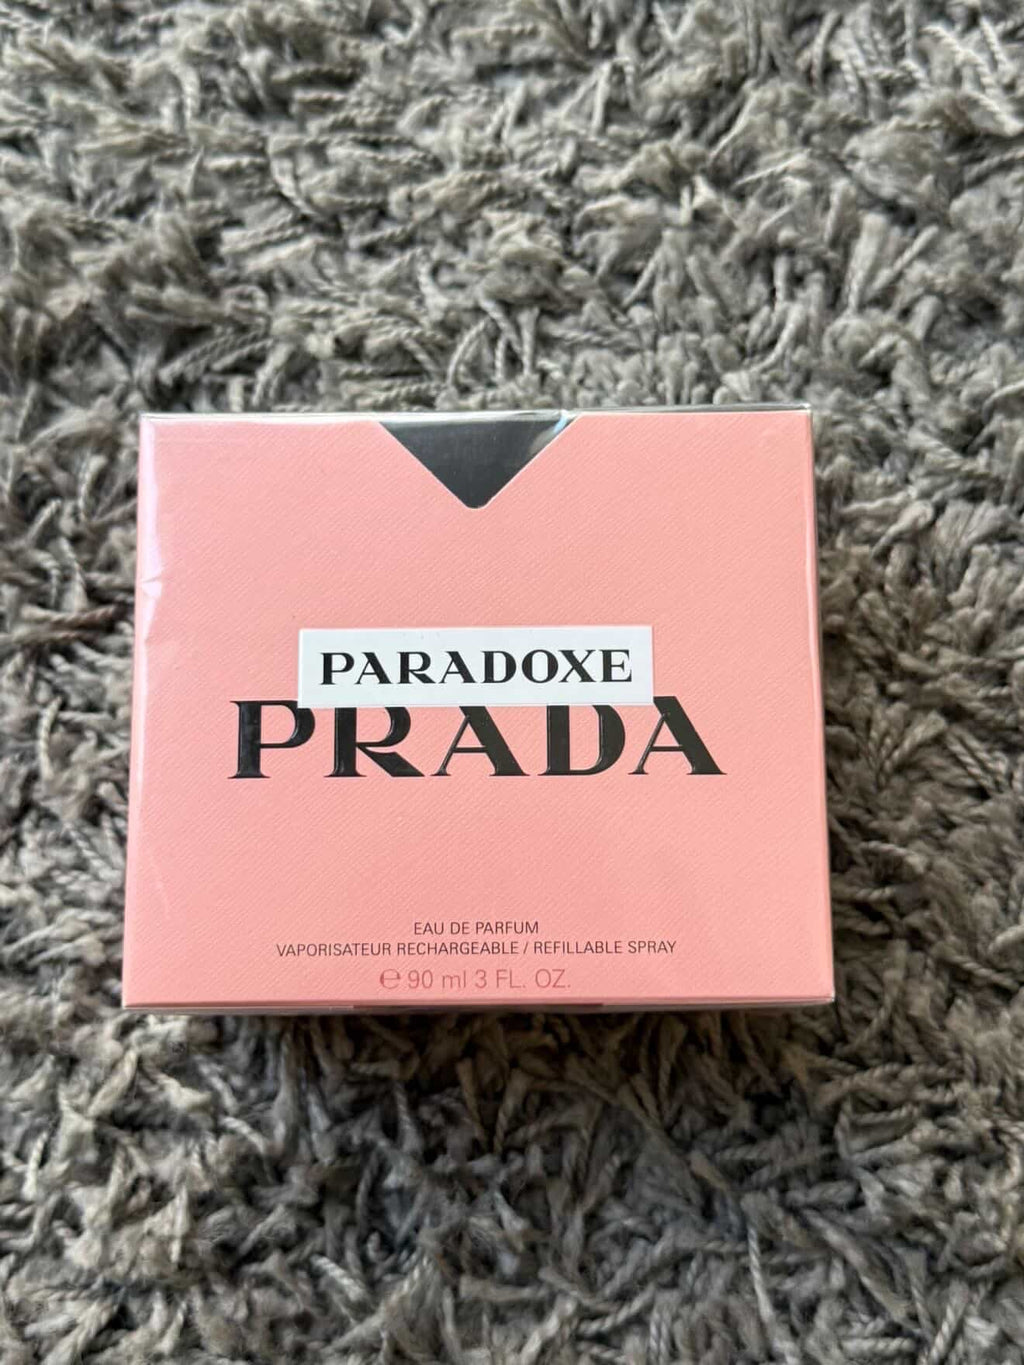 PARADOXE
PRADA
EAU DE PARFUM
VAPORISATEUR RECHARGEABLE / REFILLABLE SPRAY
℮ 90 ml 3 FL. OZ.